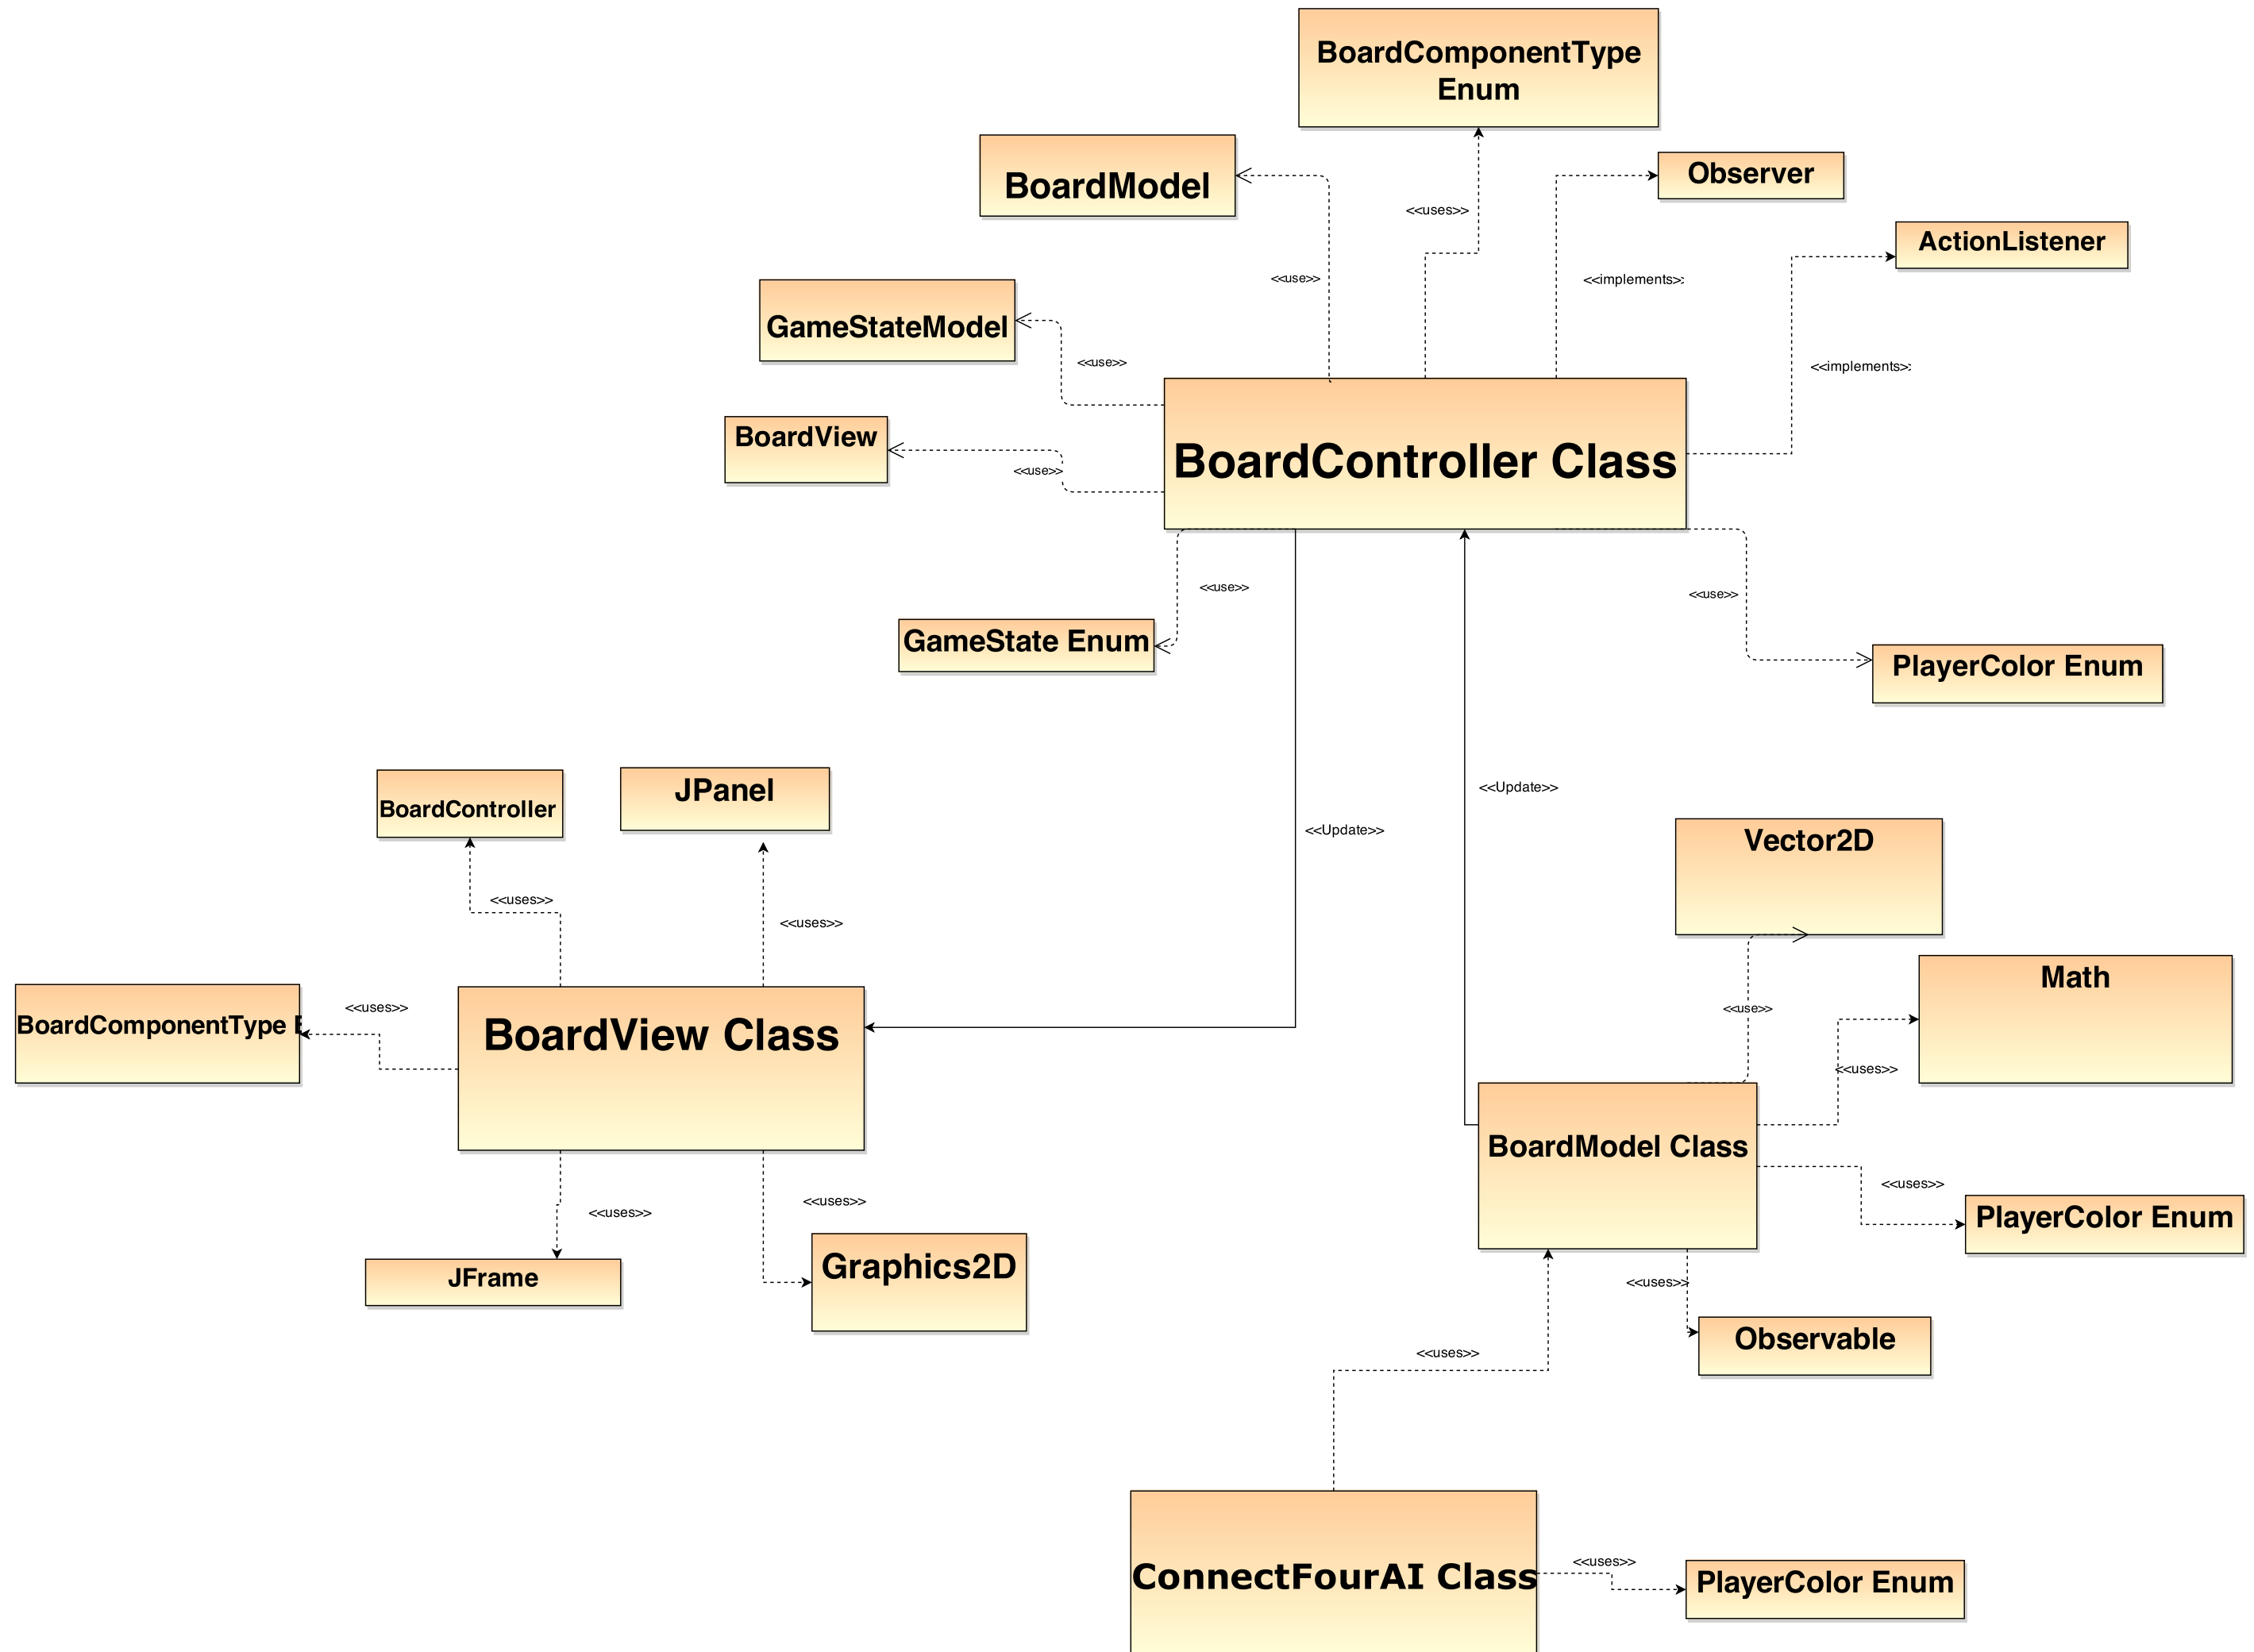 BoardComponentType
Enum
BoardModel
Observer
<<uses>>
ActionListener
<<use>>
<<implements>
GameStateModel
<<use>>
<<implements>
BoardView
<<use>>
BoardController Class
<<use>>
<<use>>
GameState Enum
PlayerColor Enum
BoardController
JPanel
<<Update>>
<<Update>>
Vector2D
<<uses>>
<<uses>>
Math
BoardComponentType E
<<uses>>
BoardView Class
<<use>>
<<uses>>
BoardModel Class
<<uses>>
<<uses>>
<<uses>>
PlayerColor Enum
JFrame
Graphics2D
<<uses>>
Observable
<<uses>>
ConnectFourAI Class
<<uses>>
PlayerColor Enum